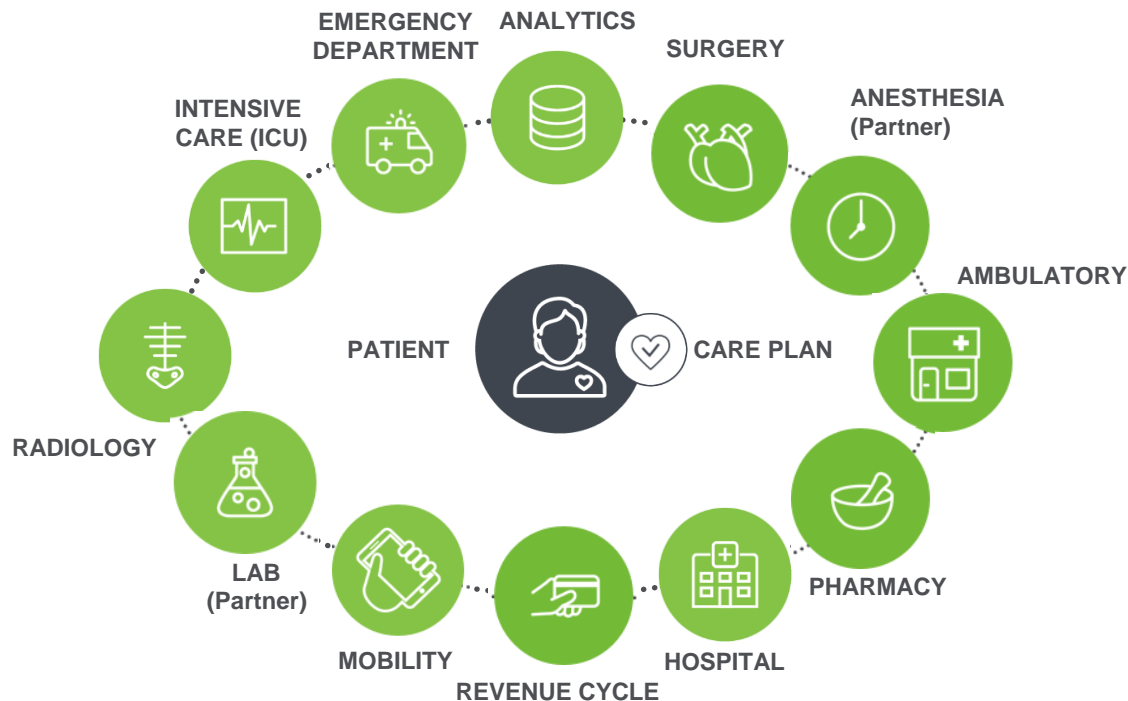 EMERGENCY
DEPARTMENT
ANALYTICS
SURGERY
ANESTHESIA
(Partner)
INTENSIVE
CARE (ICU)
AMBULATORY
PATIENT
CARE PLAN
RADIOLOGY
LAB
(Partner)
PHARMACY
MOBILITY
HOSPITAL
REVENUE CYCLE